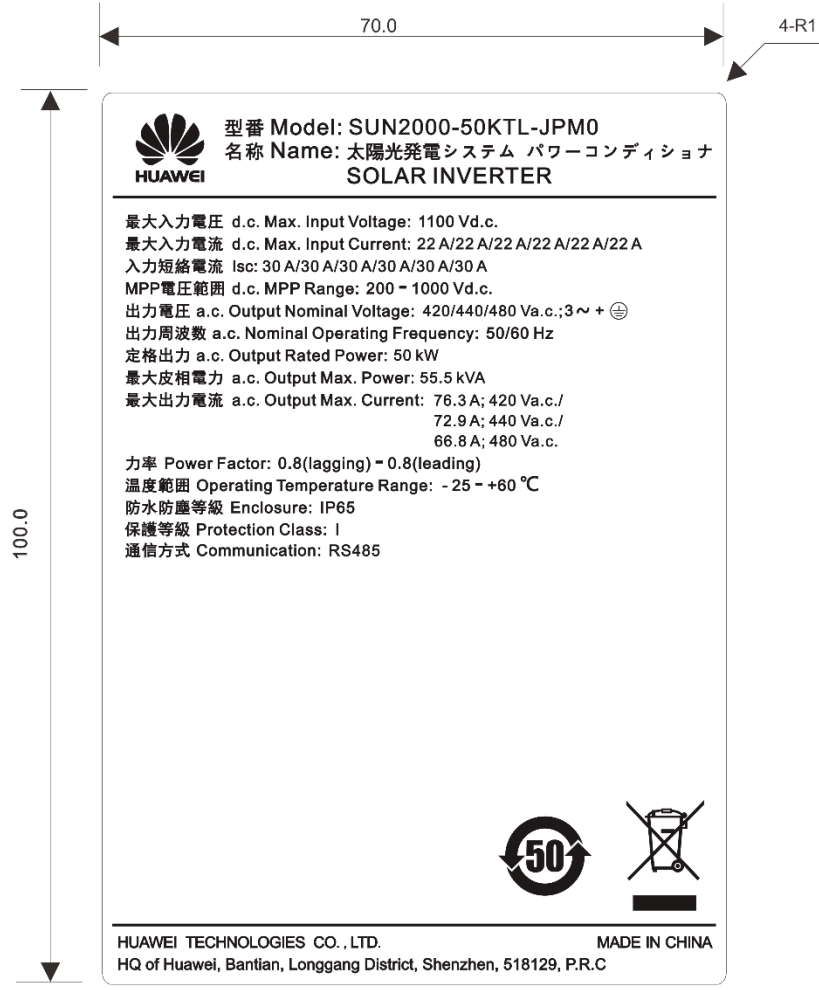 70.0
4-R1
100.0
HUAWEI
型番 Model: SUN2000-50KTL-JPM0
名称 Name: 太陽光発電システム パワーコンディショナ
SOLAR INVERTER
最大入力電圧 d.c. Max. Input Voltage: 1100 Vd.c.
最大入力電流 d.c. Max. Input Current: 22 A/22 A/22 A/22 A/22 A/22 A
入力短絡電流 Isc: 30 A/30 A/30 A/30 A/30 A/30 A
MPP電圧範囲 d.c. MPP Range: 200 - 1000 Vd.c.
出力電圧 a.c. Output Nominal Voltage: 420/440/480 Va.c.;3~ + ⏚
出力周波数 a.c. Nominal Operating Frequency: 50/60 Hz
定格出力 a.c. Output Rated Power: 50 kW
最大皮相電力 a.c. Output Max. Power: 55.5 kVA
最大出力電流 a.c. Output Max. Current: 76.3 A; 420 Va.c./
72.9 A; 440 Va.c./
66.8 A; 480 Va.c.
力率 Power Factor: 0.8(lagging) - 0.8(leading)
温度範囲 Operating Temperature Range: - 25 - +60 ℃
防水防塵等級 Enclosure: IP65
保護等級 Protection Class: I
通信方式 Communication: RS485
50
HUAWEI TECHNOLOGIES CO., LTD.
MADE IN CHINA
HQ of Huawei, Bantian, Longgang District, Shenzhen, 518129, P.R.C